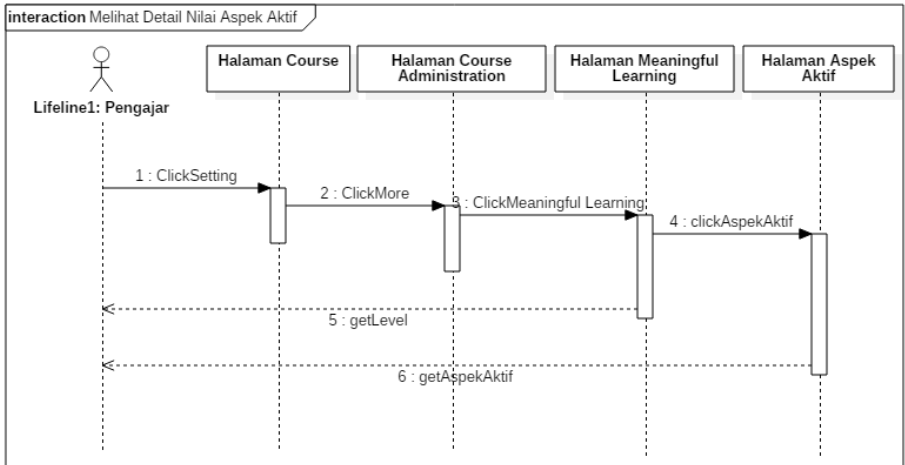 interaction Melihat Detail Nilai Aspek Aktif
Halaman Course
Halaman Course
Administration
Halaman Meaningful
Learning
Halaman Aspek
Aktif
Lifeline1: Pengajar
1 : ClickSetting
2 : ClickMore
3 : ClickMeaningful Learning
4 : clickAspekAktif
5 : getLevel
6 : getAspekAktif